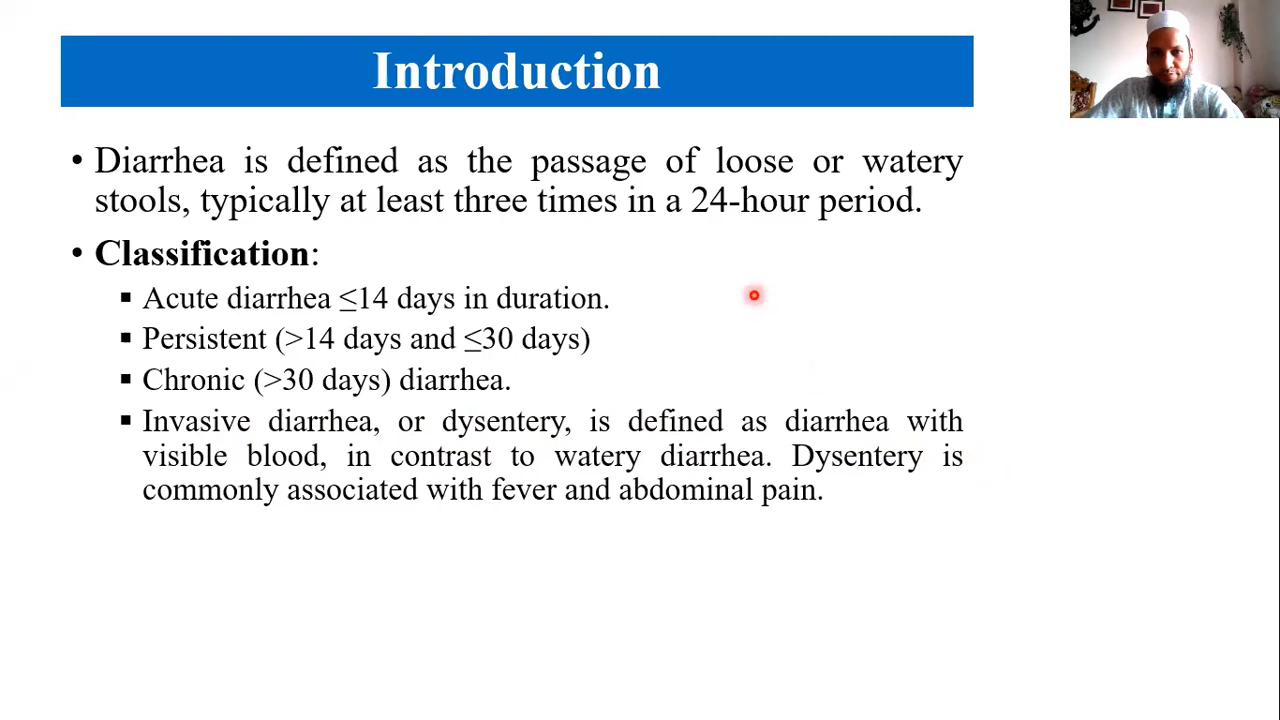 Introduction
• Diarrhea is defined as the passage of loose or watery
stools, typically at least three times in a 24-hour period.
• Classification:
▪ Acute diarrhea ≤14 days in duration.
▪ Persistent (>14 days and ≤30 days)
▪ Chronic (>30 days) diarrhea.
▪ Invasive diarrhea, or dysentery, is defined as diarrhea with
visible blood, in contrast to watery diarrhea. Dysentery is
commonly associated with fever and abdominal pain.